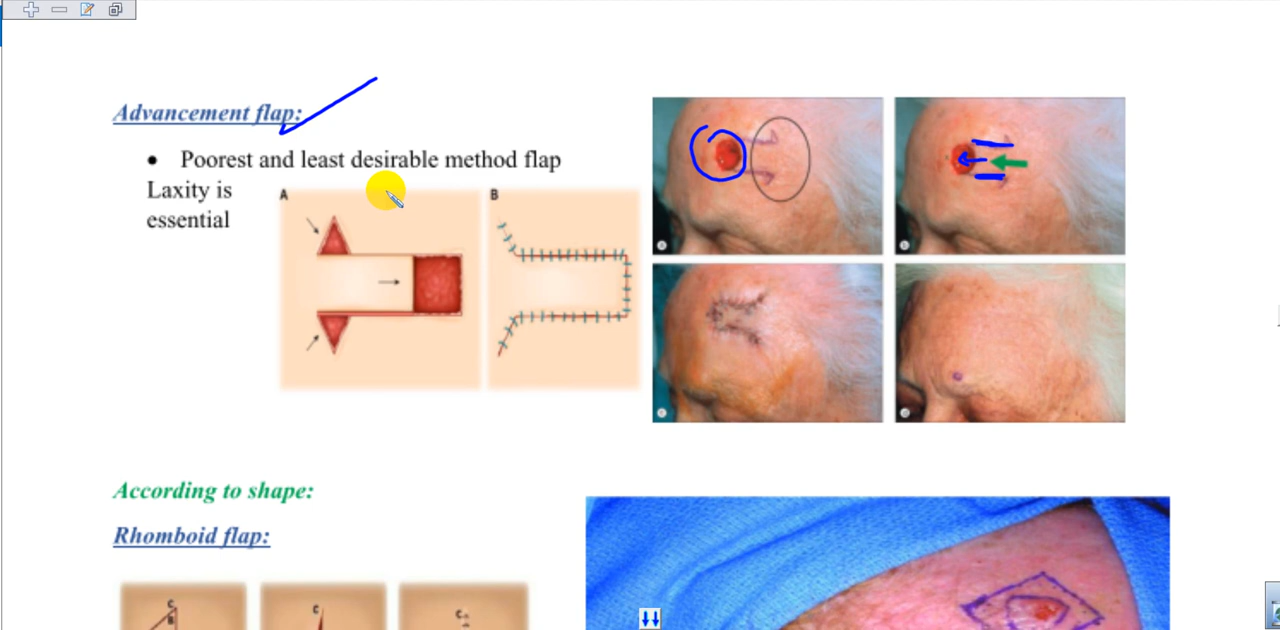 Advancement flap:
• Poorest and least desirable method flap
Laxity is
essential
A
B
a
b
c
d
According to shape:
Rhomboid flap:
C
B
C
C